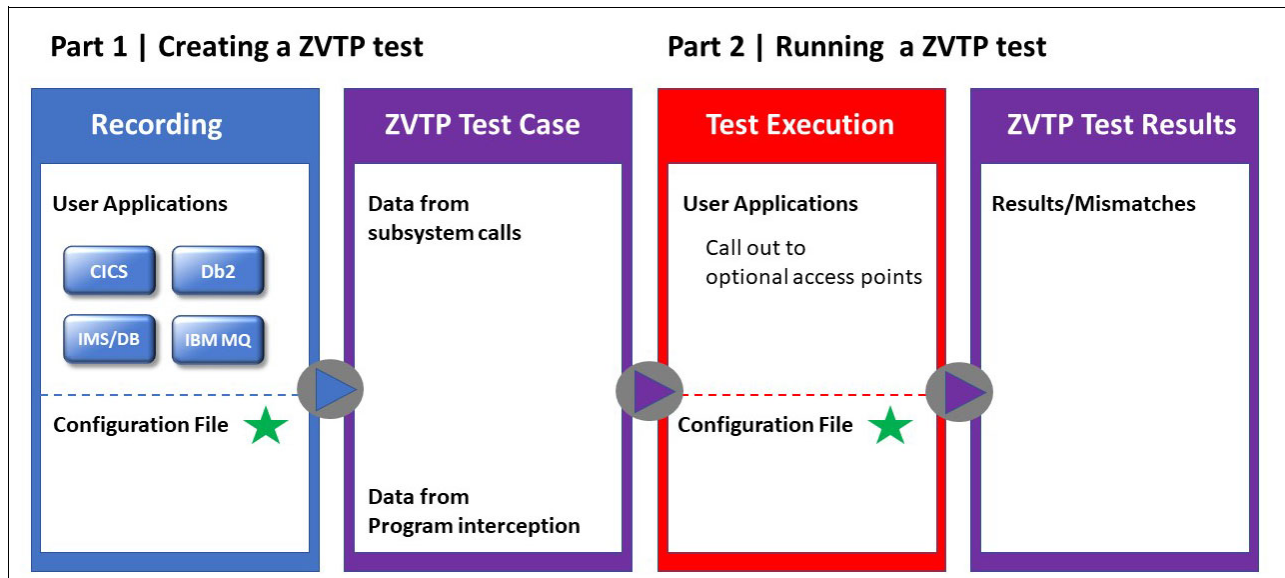 Part 1 | Creating a ZVTP test
Part 2 | Running a ZVTP test
Recording
User Applications
CICS
Db2
IMS/DB
IBM MQ
Configuration File
ZVTP Test Case
Data from
subsystem calls
Data from
Program interception
Test Execution
User Applications
Call out to
optional access points
Configuration File
ZVTP Test Results
Results/Mismatches